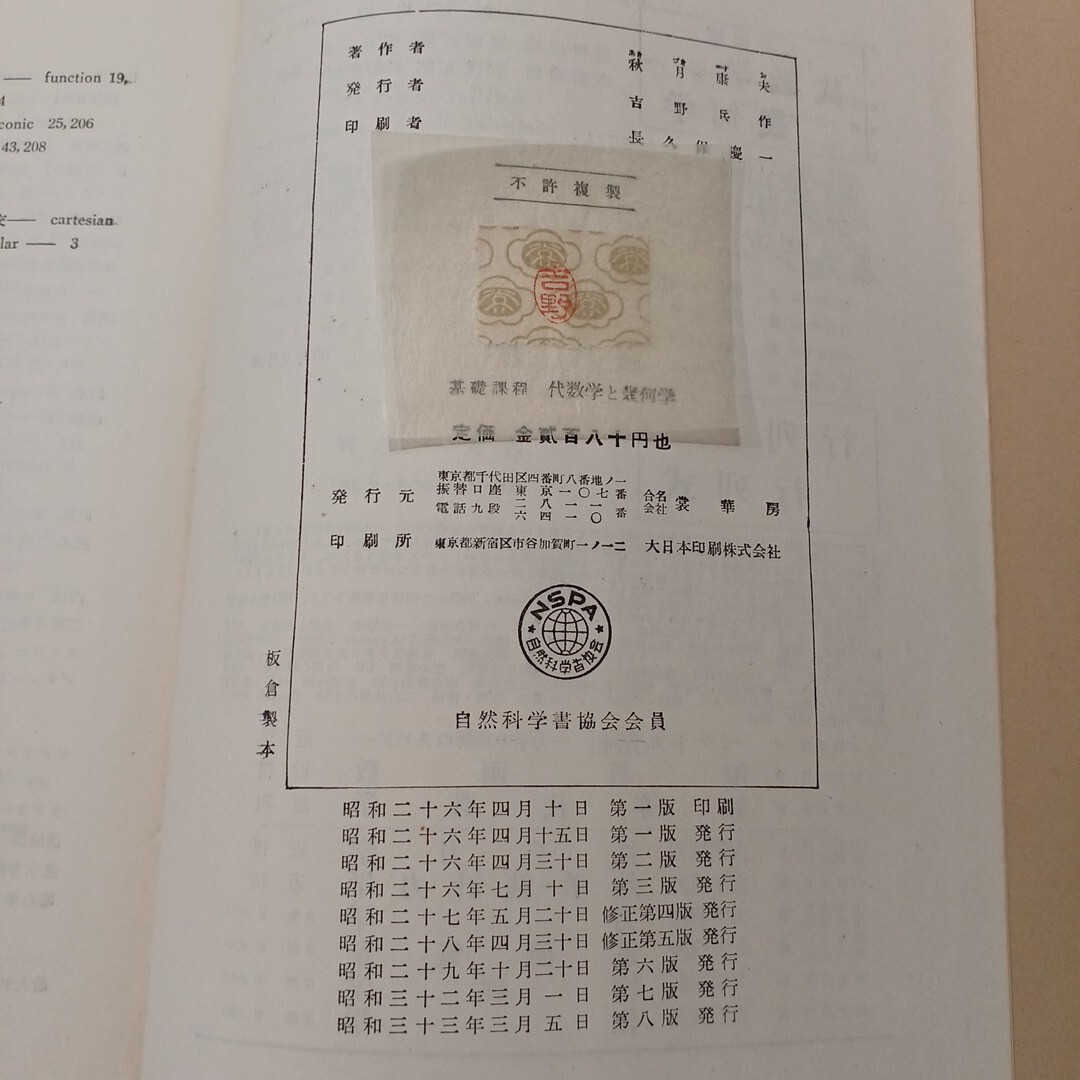 — function 19,
4
conic 25,206
43,208
— cartesian
lar — 3
著作者 秋月康夫
発行者 吉野兵作
印刷者 長久保慶一
不許複製
吉野
基礎課程 代数学と幾何学
定価 金貳百八十円也
発行元 東京都千代田区四番町八番地ノ一
振替口座 東京一〇七番
電話九段 二八一一番 六四一〇番
合名会社 裳華房
印刷所 東京都新宿区市谷加賀町一ノ一二 大日本印刷株式会社
NSPA
自然科学書協会
自然科学書協会会員
板倉製本
昭和二十六年四月十日 第一版 印刷
昭和二十六年四月十五日 第一版 発行
昭和二十六年四月三十日 第二版 発行
昭和二十六年七月十日 第三版 発行
昭和二十七年五月二十日 修正第四版 発行
昭和二十八年四月三十日 修正第五版 発行
昭和二十九年十月二十日 第六版 発行
昭和三十二年三月一日 第七版 発行
昭和三十三年三月五日 第八版 発行